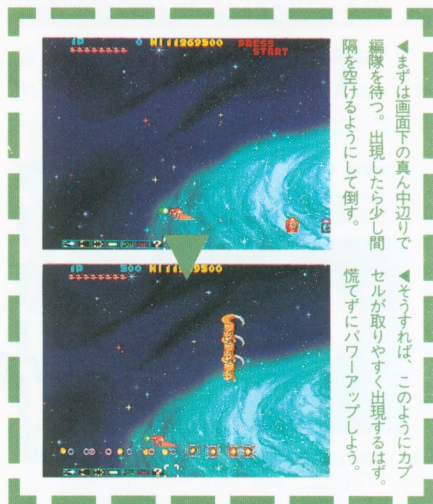 ◀まずは画面下の真ん中辺りで
編隊を待つ。出現したら少し間
隔を空けるようにして倒す。
1P 0 HI11269500 PRESS
START
◀そうすれば、このようにカプ
セルが取りやすく出現するはず。
慌てずにパワーアップしよう。
1P 500